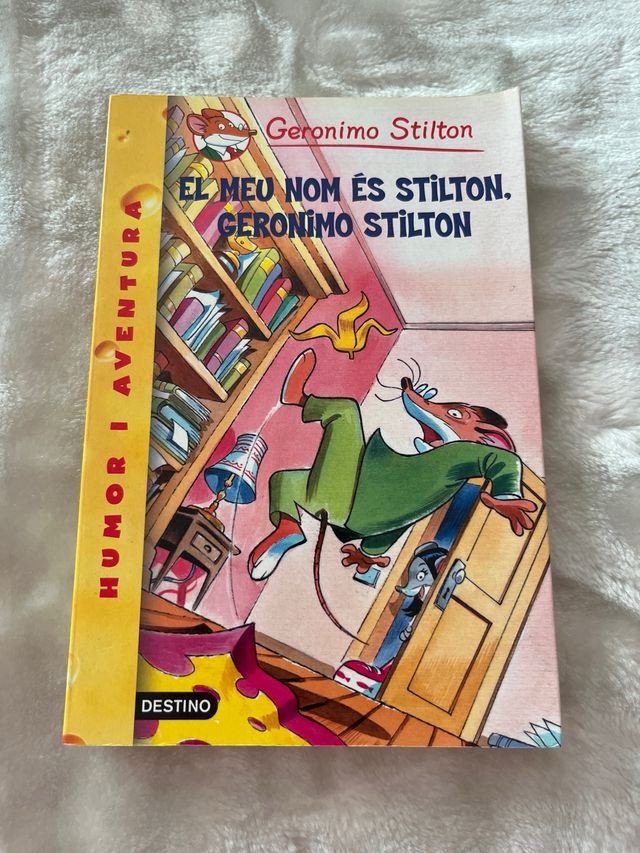 Geronimo Stilton
EL MEU NOM ÉS STILTON,
GERONIMO STILTON
HUMOR I AVENTURA
DESTINO